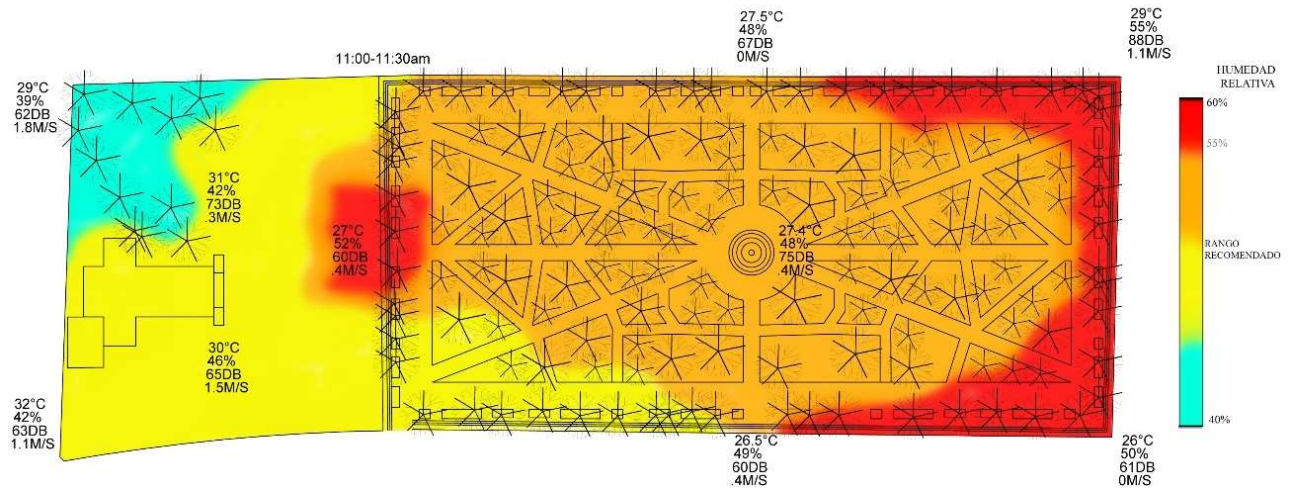 27.5°C
48%
67DB
0M/S
29°C
55%
88DB
1.1M/S
11:00-11:30am
HUMEDAD
RELATIVA
60%
55%
RANGO
RECOMENDADO
40%
29°C
39%
62DB
1.8M/S
31°C
42%
73DB
.3M/S
27°C
52%
60DB
.4M/S
27.4°C
48%
75DB
.4M/S
30°C
46%
65DB
1.5M/S
32°C
42%
63DB
1.1M/S
26.5°C
49%
60DB
.4M/S
26°C
50%
61DB
0M/S